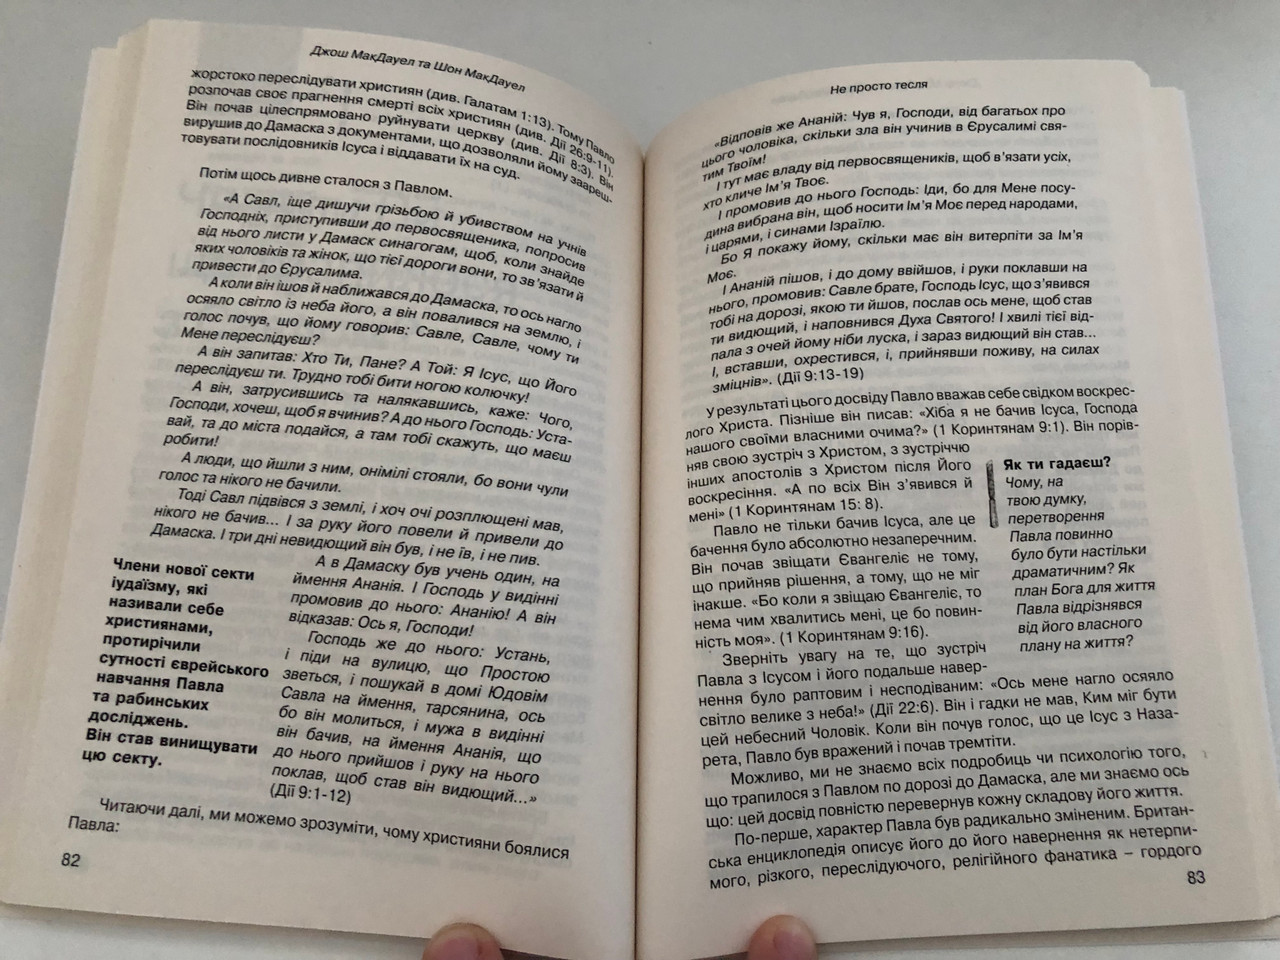 Джош МакДауел та Шон МакДауел
жорстоко переслідувати християн (див. Галатам 1:13). Тому Павло
розпочав своє прагнення смерті всіх християн (див. Дії 26:9-11).
Він почав цілеспрямовано руйнувати церкву (див. Дії 8:3). Він
вирушив до Дамаска з документами, що дозволяли йому заареш-
товувати послідовників Ісуса і віддавати їх на суд.
Потім щось дивне сталося з Павлом.
«А Савл, іще дишучи грізьбою й убивством на учнів
Господніх, приступивши до первосвященика, попросив
від нього листи у Дамаск синагогам, щоб, коли знайде
яких чоловіків та жінок, що тієї дороги вони, то зв'язати й
привести до Єрусалима.
А коли він ішов й наближався до Дамаска, то ось нагло
осяяло світло із неба його, а він повалився на землю, і
голос почув, що йому говорив: Савле, Савле, чому ти
Мене переслідуєш?
А він запитав: Хто Ти, Пане? А Той: Я Ісус, що Його
переслідуєш ти. Трудно тобі бити ногою колючку!
А він, затрусившись та налякавшись, каже: Чого,
Господи, хочеш, щоб я вчинив? А до нього Господь: Уста-
вай, та до міста подайся, а там тобі скажуть, що маєш
робити!
А люди, що йшли з ним, онімілі стояли, бо вони чули
голос та нікого не бачили.
Тоді Савл підвівся з землі, і хоч очі розплющені мав,
нікого не бачив... І за руку його повели й привели до
Дамаска. І три дні невидющий він був, і не їв, і не пив.
А в Дамаску був учень один, на
ймення Ананія. І Господь у видінні
промовив до нього: Ананію! А він
відказав: Ось я, Господи!
Господь же до нього: Устань,
і піди на вулицю, що Простою
зветься, і пошукай в домі Юдовім
Савла на ймення, тарсянина, ось
бо він молиться, і мужа в видінні
він бачив, на ймення Ананія, що
до нього прийшов і руку на нього
поклав, щоб став він видющий...»
(Дії 9:1-12)
Члени нової секти
іудаїзму, які
називали себе
християнами,
протирічили
сутності єврейського
навчання Павла
та рабинських
досліджень.
Він став винищувати
цю секту.
Читаючи далі, ми можемо зрозуміти, чому християни боялися
Павла:
82
Не просто тесля
«Відповів же Ананій: Чув я, Господи, від багатьох про
цього чоловіка, скільки зла він учинив в Єрусалимі свя-
тим Твоїм!
І тут має владу від первосвящеників, щоб в'язати усіх,
хто кличе Ім'я Твоє.
І промовив до нього Господь: Іди, бо для Мене посу-
дина вибрана він, щоб носити Ім'я Моє перед народами,
і царями, і синами Ізраїлю.
Бо Я покажу йому, скільки має він витерпіти за Ім'я
Моє.
І Ананій пішов, і до дому ввійшов, і руки поклавши на
нього, промовив: Савле брате, Господь Ісус, що з'явився
тобі на дорозі, якою ти йшов, послав ось мене, щоб став
ти видющий, і наповнився Духа Святого! І хвилі тієї від-
пала з очей йому ніби луска, і зараз видющий він став...
І, вставши, охрестився, і, прийнявши поживу, на силах
зміцнів». (Дії 9:13-19)
У результаті цього досвіду Павло вважав себе свідком воскрес-
лого Христа. Пізніше він писав: «Хіба я не бачив Ісуса, Господа
нашого своїми власними очима?» (1 Коринтянам 9:1). Він порів-
няв свою зустріч з Христом, з зустріччю
інших апостолів з Христом після Його
воскресіння. «А по всіх Він з'явився й
мені» (1 Коринтянам 15: 8).
Павло не тільки бачив Ісуса, але це
бачення було абсолютно незаперечним.
Він почав звіщати Євангеліє не тому,
що прийняв рішення, а тому, що не міг
інакше. «Бо коли я звіщаю Євангеліє, то
нема чим хвалитись мені, це бо повин-
ність моя». (1 Коринтянам 9:16).
Зверніть увагу на те, що зустріч
Павла з Ісусом і його подальше навер-
нення було раптовим і несподіваним: «Ось мене нагло осяяло
світло велике з неба!» (Дії 22:6). Він і гадки не мав, Ким міг бути
цей небесний Чоловік. Коли він почув голос, що це Ісус з Наза-
рета, Павло був вражений і почав тремтіти.
Як ти гадаєш?
Чому, на
твою думку,
перетворення
Павла повинно
було бути настільки
драматичним? Як
план Бога для життя
Павла відрізнявся
від його власного
плану на життя?
Можливо, ми не знаємо всіх подробиць чи психологію того,
що трапилося з Павлом по дорозі до Дамаска, але ми знаємо ось
що: цей досвід повністю перевернув кожну складову його життя.
По-перше, характер Павла був радикально зміненим. Британ-
ська енциклопедія описує його до його навернення як нетерпи-
мого, різкого, переслідуючого, релігійного фанатика – гордого
83